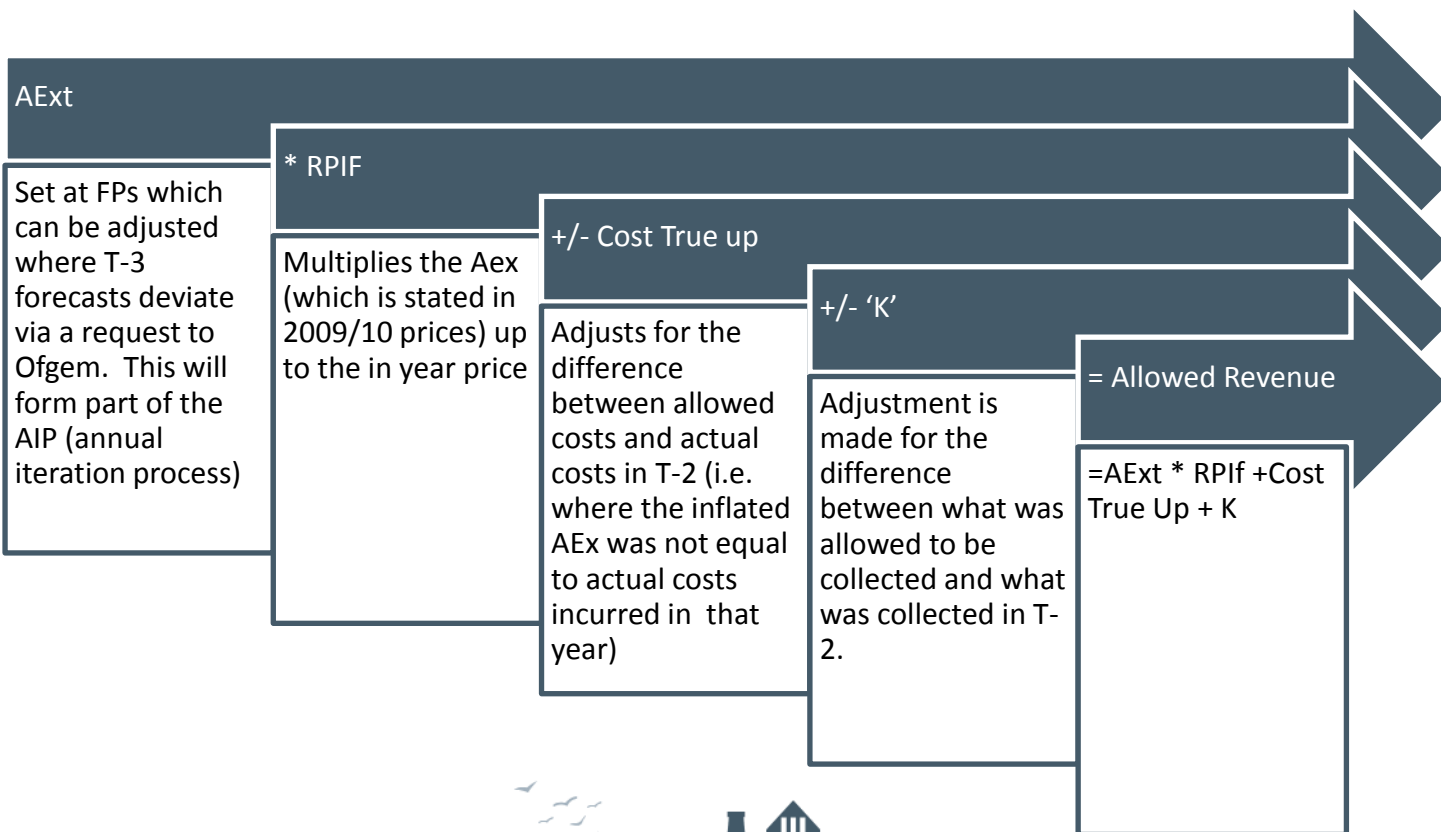 AExt
Set at FPs which
can be adjusted
where T-3
forecasts deviate
via a request to
Ofgem.  This will
form part of the
AIP (annual
iteration process)
* RPIF
Multiplies the Aex
(which is stated in
2009/10 prices) up
to the in year price
+/- Cost True up
Adjusts for the
difference
between allowed
costs and actual
costs in T-2 (i.e.
where the inflated
AEx was not equal
to actual costs
incurred in  that
year)
+/- ‘K’
Adjustment is
made for the
difference
between what was
allowed to be
collected and what
was collected in T-
2.
= Allowed Revenue
=AExt * RPIf +Cost
True Up + K